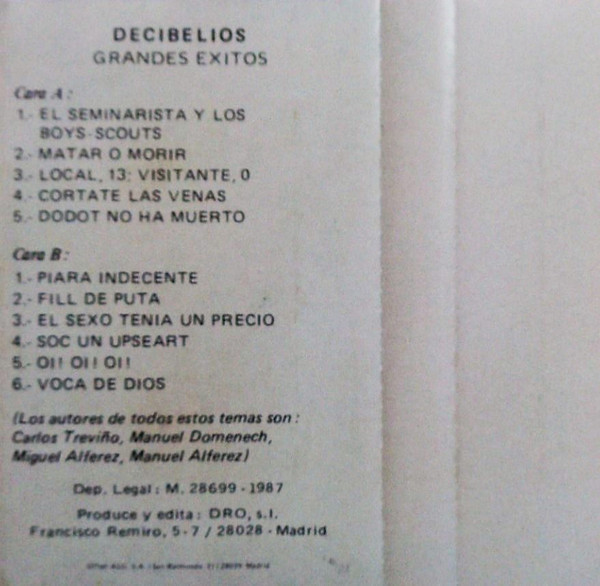 DECIBELIOS
GRANDES EXITOS
Cara A:
1.- EL SEMINARISTA Y LOS
BOYS-SCOUTS
2.- MATAR O MORIR
3.- LOCAL, 13; VISITANTE, 0
4.- CORTATE LAS VENAS
5.- DODOT NO HA MUERTO
Cara B:
1.- PIARA INDECENTE
2.- FILL DE PUTA
3.- EL SEXO TENIA UN PRECIO
4.- SOC UN UPSEART
5.- OI! OI! OI!
6.- VOCA DE DIOS
(Los autores de todos estos temas son:
Carlos Treviño, Manuel Domenech,
Miguel Alferez, Manuel Alferez)
Dep. Legal: M. 28699-1987
Produce y edita: DRO, s.l.
Francisco Remiro, 5-7 / 28028 - Madrid